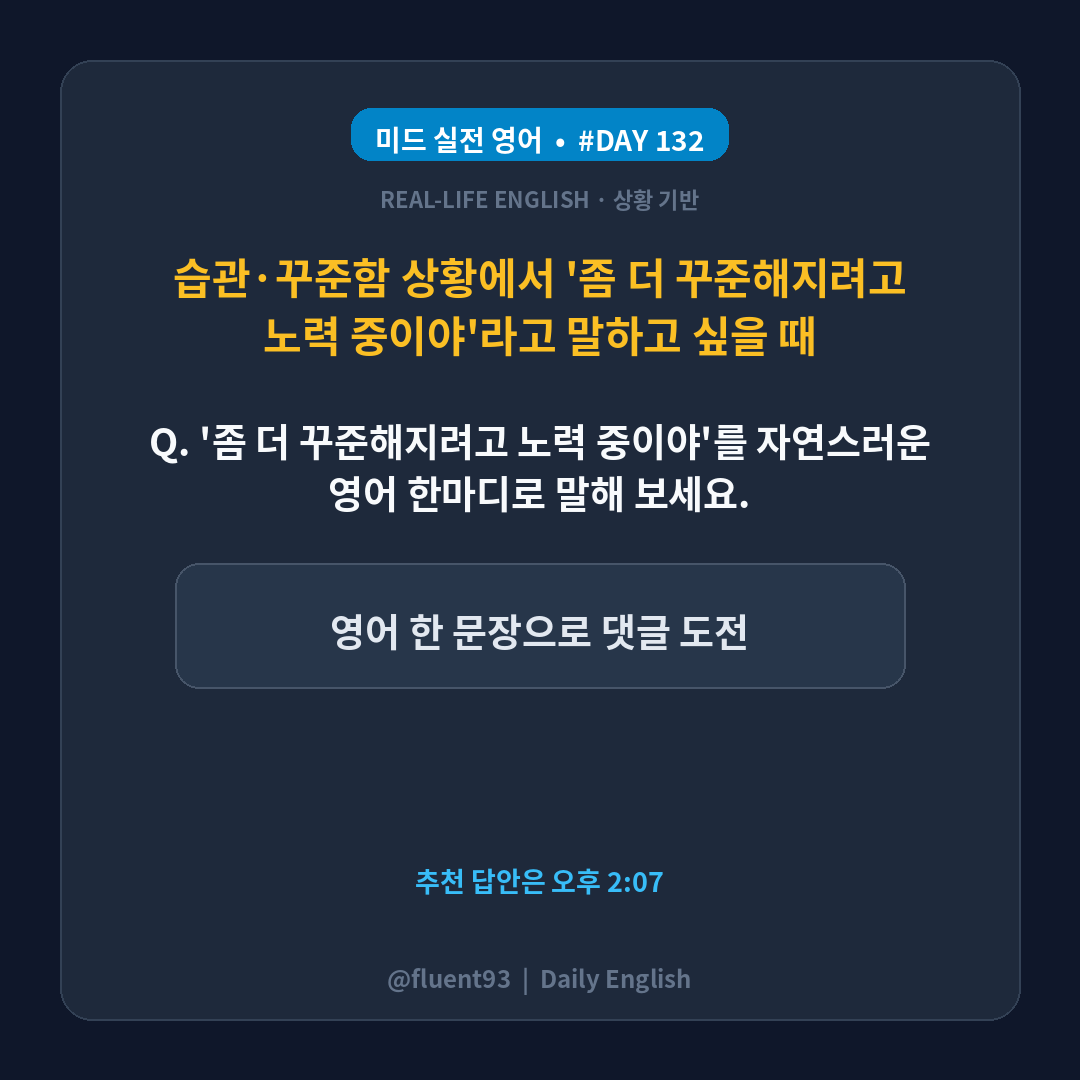 미드 실전 영어 • #DAY 132
REAL-LIFE ENGLISH · 상황 기반
습관·꾸준함 상황에서 '좀 더 꾸준해지려고
노력 중이야'라고 말하고 싶을 때
Q. '좀 더 꾸준해지려고 노력 중이야'를 자연스러운
영어 한마디로 말해 보세요.
영어 한 문장으로 댓글 도전
추천 답안은 오후 2:07
@fluent93 | Daily English